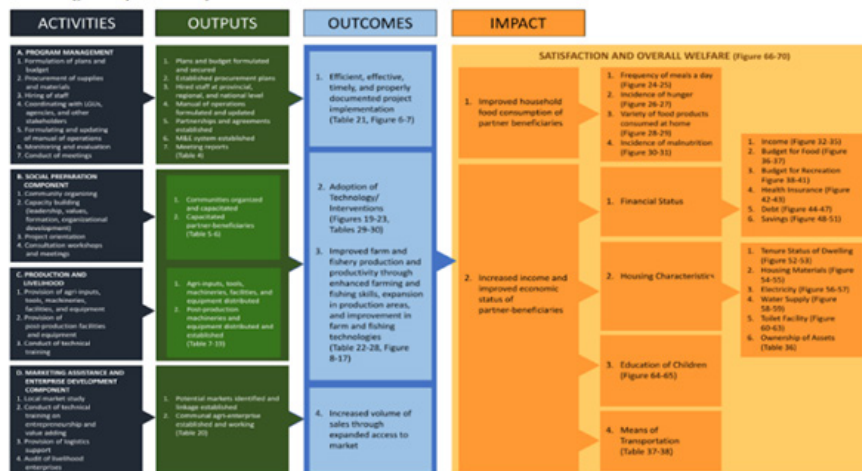 ACTIVITIES
OUTPUTS
OUTCOMES
IMPACT
A. PROGRAM MANAGEMENT
1. Formulation of plans and
budget
2. Procurement of supplies
and materials
3. Hiring of staff
4. Coordinating with LGUs,
agencies, and other
stakeholders
5. Formulating and updating
of manual of operations
6. Monitoring and evaluation
7. Conduct of meetings
1. Plans and budget formulated
and secured
2. Established procurement plans
3. Hired staff at provincial,
regional, and national level
4. Manual of operations
formulated and updated
5. Partnerships and agreements
established
6. M&E system established
7. Meeting reports
(Table 4)
1. Efficient, effective,
timely, and properly
documented project
implementation
(Table 21, Figure 6-7)
SATISFACTION AND OVERALL WELFARE (Figure 66-70)
1. Improved household
food consumption of
partner beneficiaries
1. Frequency of meals a day
(Figure 24-25)
2. Incidence of hunger
(Figure 26-27)
3. Variety of food products
consumed at home
(Figure 28-29)
4. Incidence of malnutrition
(Figure 30-31)
B. SOCIAL PREPARATION
COMPONENT
1. Community organizing
2. Capacity building
(leadership, values,
formation, organizational
development)
3. Project orientation
4. Consultation workshops
and meetings
1. Communities organized
and capacitated
2. Capacitated
partner-beneficiaries
(Table 5-6)
2. Adoption of
Technology/
Interventions
(Figures 19-23,
Tables 29-30)
3. Improved farm and
fishery production and
productivity through
enhanced farming and
fishing skills, expansion
in production areas,
and improvement in
farm and fishing
technologies
(Table 22-28, Figure
8-17)
2. Increased income and
improved economic
status of
partner-beneficiaries
1. Financial Status
1. Income (Figure 32-35)
2. Budget for Food (Figure
36-37)
3. Budget for Recreation
Figure 38-41)
4. Health Insurance (Figure
42-43)
5. Debt (Figure 44-47)
6. Savings (Figure 48-51)
C. PRODUCTION AND
LIVELIHOOD
1. Provision of agri-inputs,
tools, machineries,
facilities, and equipment
2. Provision of
post-production facilities
and equipment
3. Conduct of technical
training
1. Agri-inputs, tools,
machineries, facilities, and
equipment distributed
2. Post-production
machineries and
equipment distributed and
established
(Table 7-19)
2. Housing Characteristics
1. Tenure Status of Dwelling
(Figure 52-53)
2. Housing Materials (Figure
54-55)
3. Electricity (Figure 56-57)
4. Water Supply (Figure
58-59)
5. Toilet Facility (Figure
60-63)
6. Ownership of Assets
(Table 36)
D. MARKETING ASSISTANCE AND
ENTERPRISE DEVELOPMENT
COMPONENT
1. Local market study
2. Conduct of technical
training on
entrepreneurship and
value adding
3. Provision of logistics
support
4. Audit of livelihood
enterprises
1. Potential markets identified and
linkage established
2. Communal agri-enterprise
established and working
(Table 20)
4. Increased volume of
sales through
expanded access to
market
3. Education of Children
(Figure 64-65)
4. Means of
Transportation
(Table 37-38)